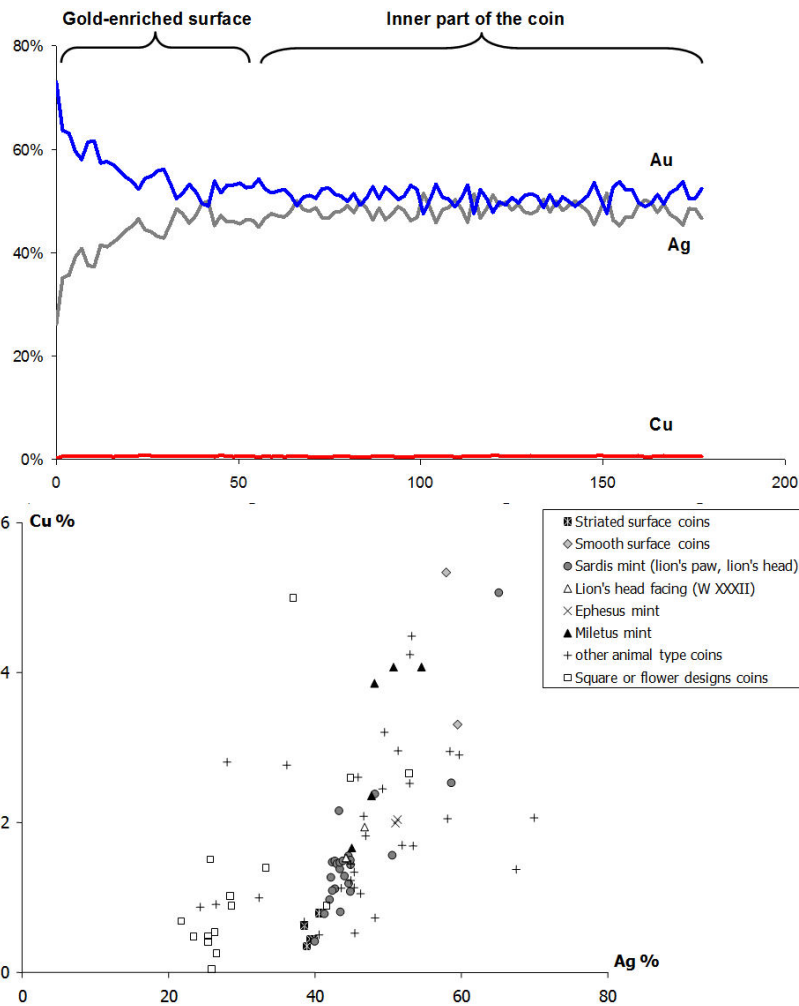 Gold-enriched surface Inner part of the coin
80%
60%
Au
40%
Ag
20%
Cu
0%
0 50 100 150 200
6
Cu %
Striated surface coins
Smooth surface coins
Sardis mint (lion's paw, lion's head)
Lion's head facing (W XXXII)
Ephesus mint
Miletus mint
other animal type coins
Square or flower designs coins
4
2
0
Ag %
0 20 40 60 80